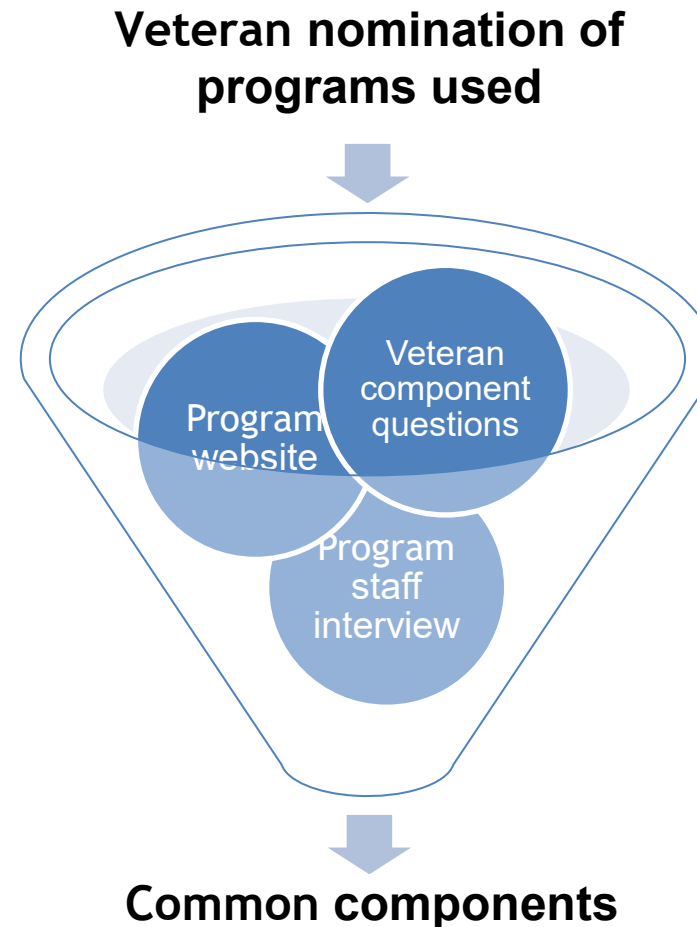 Veteran nomination of
programs used
Veteran
component
questions
Program
website
Program
staff
interview
Common components